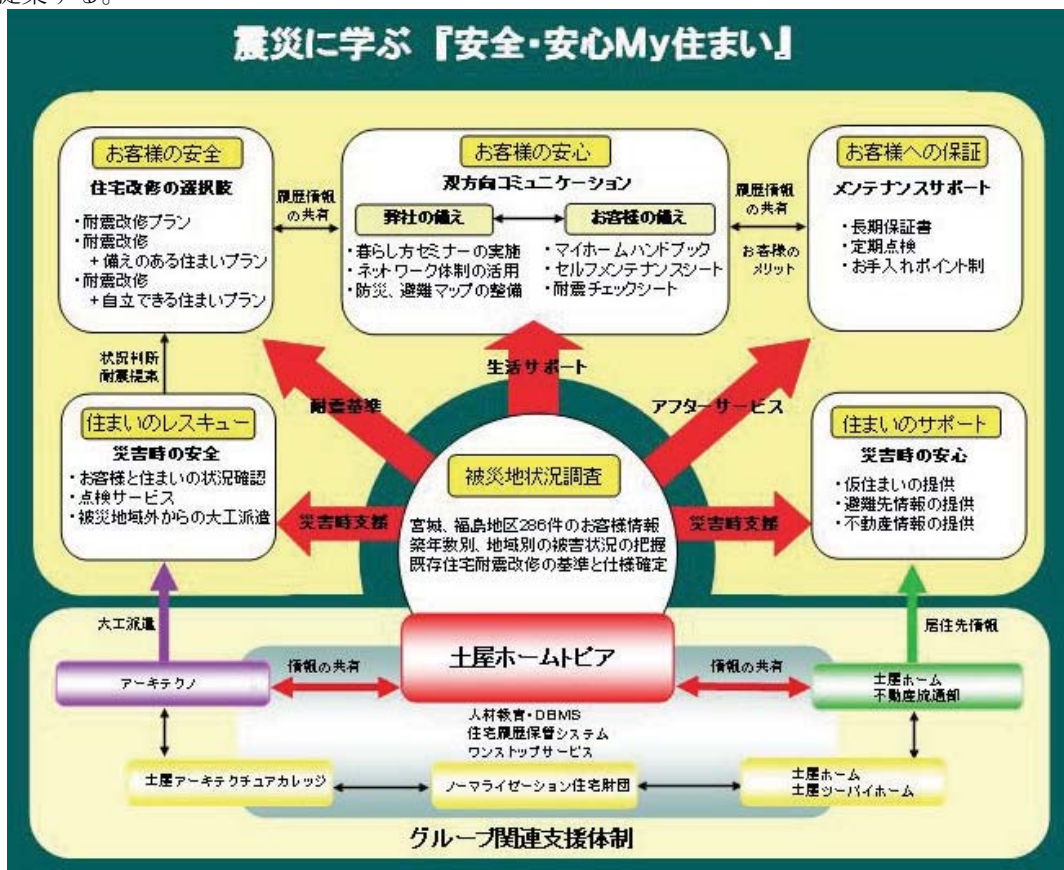 提案する。
震災に学ぶ『安全・安心My住まい』
お客様の安全
住宅改修の選択肢
・耐震改修プラン
・耐震改修
＋備えのある住まいプラン
・耐震改修
＋自立できる住まいプラン
履歴情報
の共有
お客様の安心
双方向コミュニケーション
弊社の備え
お客様の備え
・暮らし方セミナーの実施
・ネットワーク体制の活用
・防災、避難マップの整備
・マイホームハンドブック
・セルフメンテナンスシート
・耐震チェックシート
履歴情報
の共有
お客様の
メリット
お客様への保証
メンテナンスサポート
・長期保証書
・定期点検
・お手入れポイント制
状況判断
耐震提案
耐震基準
生活サポート
アフターサービス
住まいのレスキュー
災害時の安全
・お客様と住まいの状況確認
・点検サービス
・被災地域外からの大工派遣
災害時支援
被災地状況調査
宮城、福島地区286件のお客様情報
築年数別、地域別の被害状況の把握
既存住宅耐震改修の基準と仕様確定
災害時支援
住まいのサポート
災害時の安心
・仮住まいの提供
・避難先情報の提供
・不動産情報の提供
大工派遣
居住先情報
アーキテクノ
情報の共有
土屋ホームトピア
情報の共有
土屋ホーム
不動産流通部
人材教育・DBMS
住宅履歴保管システム
ワンストップサービス
土屋アーキテクチュアカレッジ
ノーマライゼーション住宅財団
土屋ホーム
土屋ツーバイホーム
グループ関連支援体制